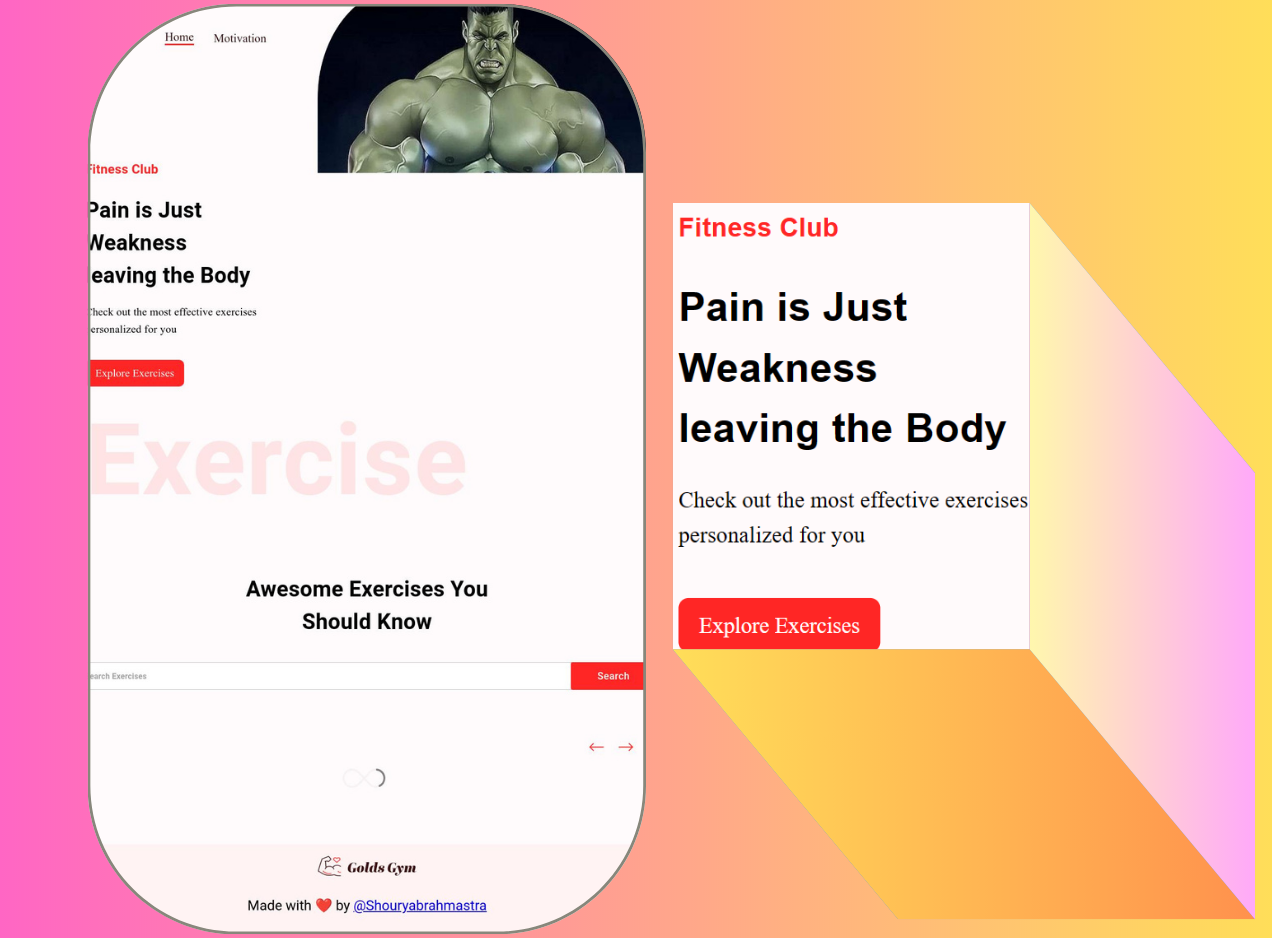 Home Motivation
Fitness Club
Pain is Just
Weakness
eaving the Body
Check out the most effective exercises
ersonalized for you
Explore Exercises
Exercise
Awesome Exercises You
Should Know
earch Exercises Search
Golds Gym
Made with ❤️ by @Shouryabrahmastra
Fitness Club
Pain is Just
Weakness
leaving the Body
Check out the most effective exercises
personalized for you
Explore Exercises